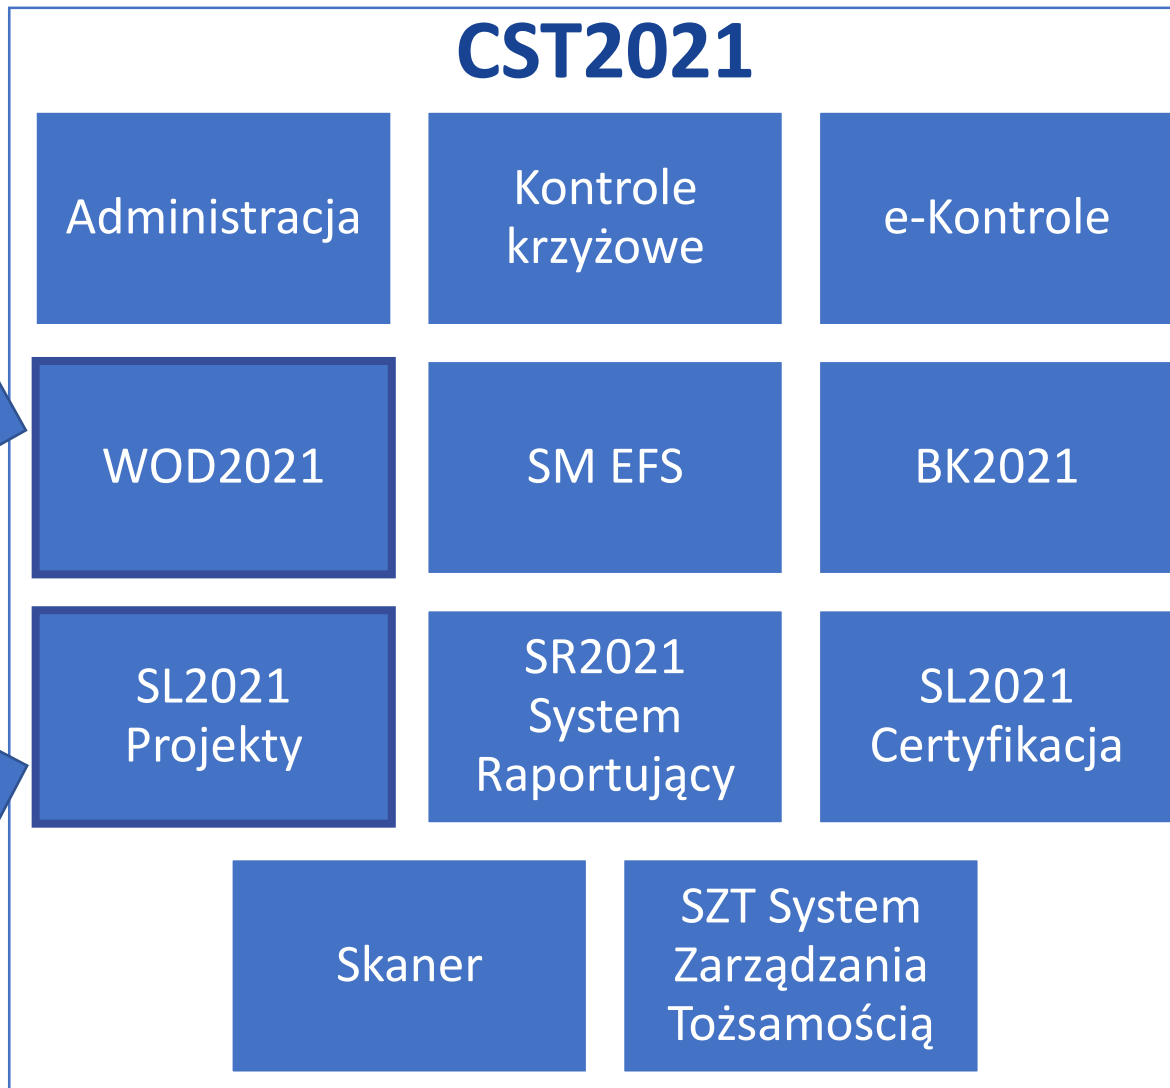 CST2021
Administracja
Kontrole
krzyżowe
e-Kontrole
WOD2021
SM EFS
BK2021
SL2021
Projekty
SR2021
System
Raportujący
SL2021
Certyfikacja
Skaner
SZT System
Zarządzania
Tożsamością